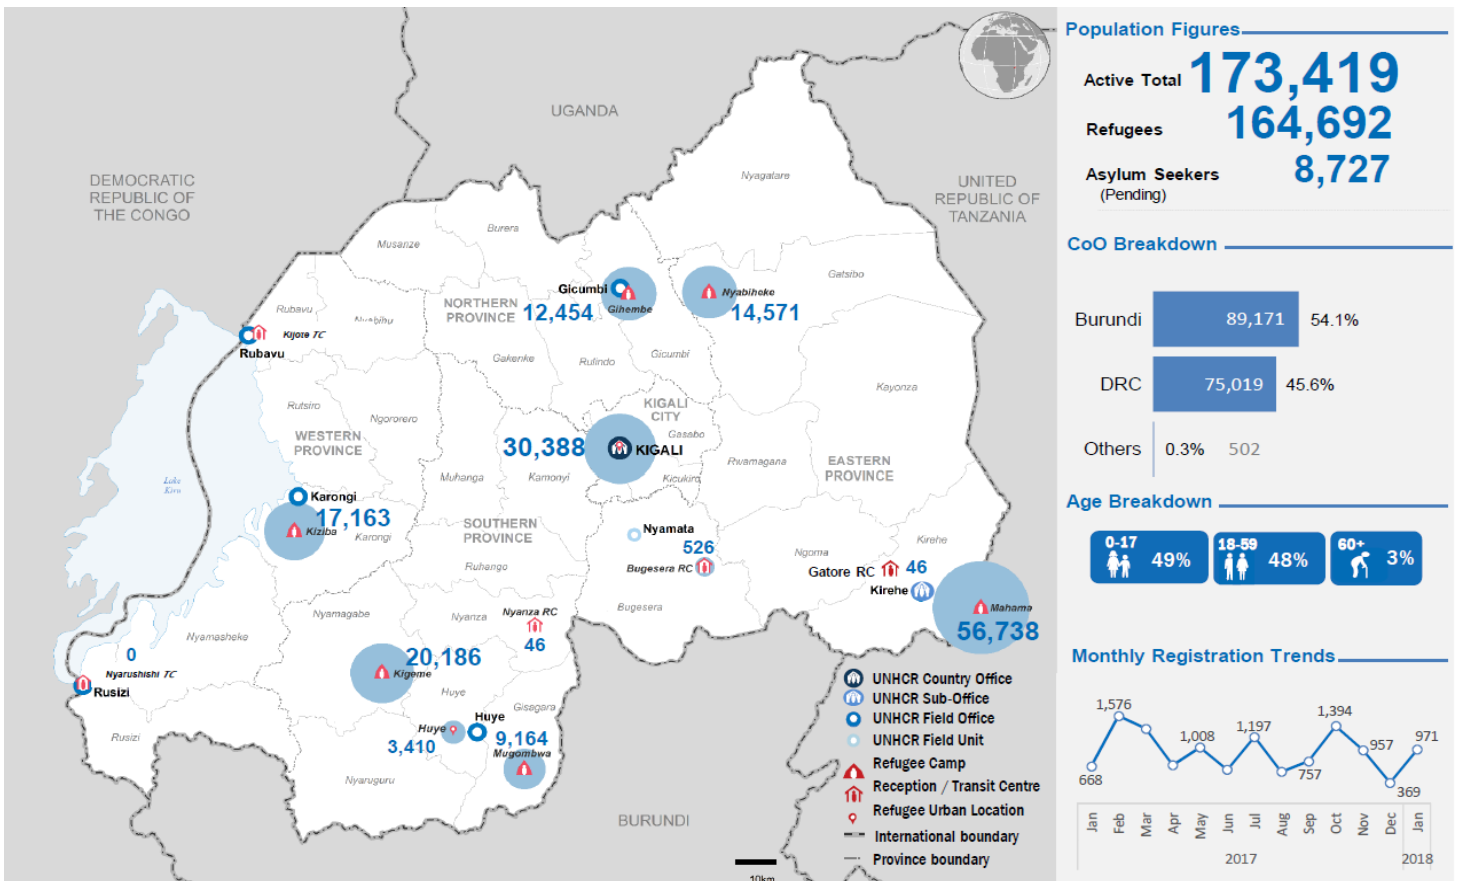 UGANDA
DEMOCRATIC
REPUBLIC OF
THE CONGO
UNITED
REPUBLIC OF
TANZANIA
Nyagatare
Burera
Musanze
Gatsibo
Gicumbi
Nyabiheke
NORTHERN
PROVINCE
12,454
Gihembe
14,571
Rubavu
Kijote TC
Rubavu
Gakenke
Rulindo
Gicumbi
Kayonza
Rutsiro
Ngororero
KIGALI
CITY
Gasabo
WESTERN
PROVINCE
30,388
KIGALI
Rwamagana
EASTERN
PROVINCE
Muhanga
Kamonyi
Kicukiro
Lake
Kivu
Karongi
17,163
Kiziba
Karongi
SOUTHERN
PROVINCE
Nyamata
526
Bugesera RC
Ngoma
Kirehe
Ruhango
Gatore RC
46
Kirehe
Nyamagabe
Nyanza
Nyanza RC
46
Bugesera
Mahama
56,738
Nyamasheke
0
Nyarushishi TC
Rusizi
20,186
Kigeme
Huye
Gisagara
Rusizi
Huye
3,410
Huye
9,164
Mugombwa
Nyaruguru
BURUNDI
UNHCR Country Office
UNHCR Sub-Office
UNHCR Field Office
UNHCR Field Unit
Refugee Camp
Reception / Transit Centre
Refugee Urban Location
International boundary
Province boundary
10km
Population Figures
Active Total 173,419
Refugees 164,692
Asylum Seekers 8,727
(Pending)
CoO Breakdown
Burundi 89,171 54.1%
DRC 75,019 45.6%
Others 0.3% 502
Age Breakdown
0-17 49%
18-59 48%
60+ 3%
Monthly Registration Trends
1,576
1,394
1,008
1,197
957
971
668
757
369
Jan Feb Mar Apr May Jun Jul Aug Sep Oct Nov Dec Jan
2017 2018